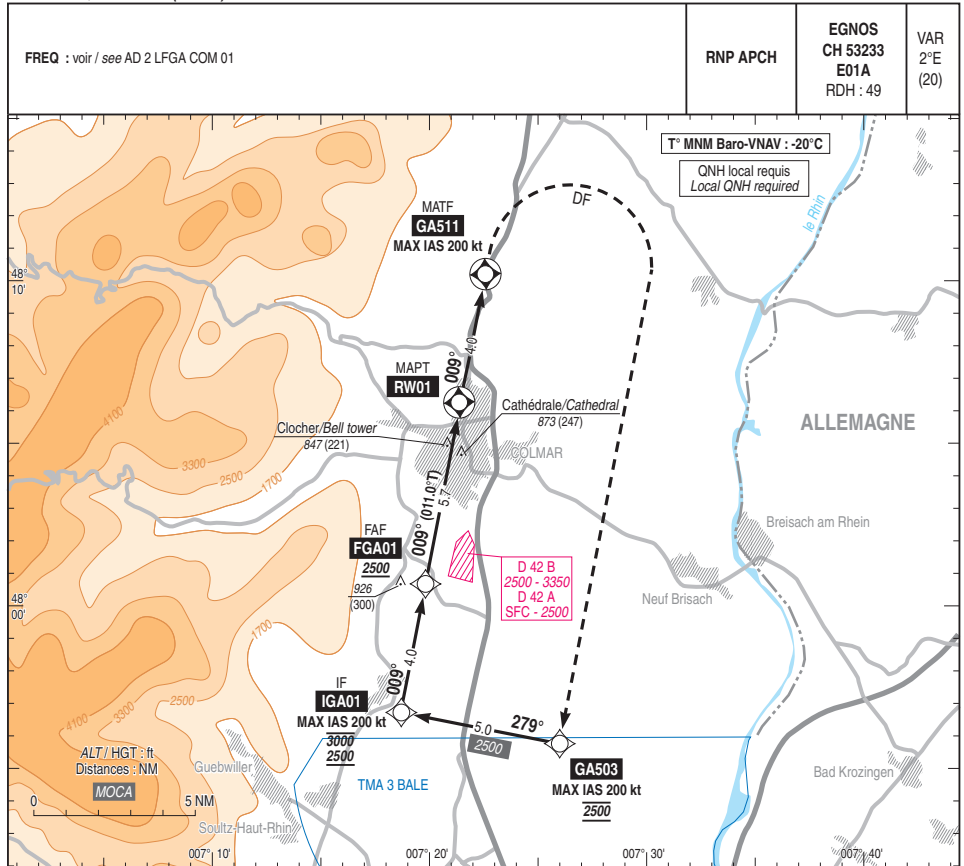 FREQ : voir / see AD 2 LFGA COM 01
RNP APCH
EGNOS
CH 53233
E01A
RDH : 49
VAR
2°E
(20)
T° MNM Baro-VNAV : -20°C
QNH local requis
Local QNH required
DF
le Rhin
MATF
GA511
MAX IAS 200 kt
48°
10'
4.0
009°
MAPT
RW01
Cathédrale/Cathedral
873 (247)
Clocher/Bell tower
847 (221)
COLMAR
ALLEMAGNE
4100
3300
2500
1700
009° (011.0°T)
5.7
Breisach am Rhein
FAF
FGA01
2500
926
(300)
D 42 B
2500 - 3350
D 42 A
SFC - 2500
Neuf Brisach
48°
00'
1700
2500
3300
4100
009°
4.0
IF
IGA01
MAX IAS 200 kt
3000
2500
5.0
279°
2500
GA503
MAX IAS 200 kt
2500
ALT / HGT : ft
Distances : NM
MOCA
0
5 NM
Guebwiller
TMA 3 BALE
Bad Krozingen
Soultz-Haut-Rhin
007° 10'
007° 20'
007° 30'
007° 40'